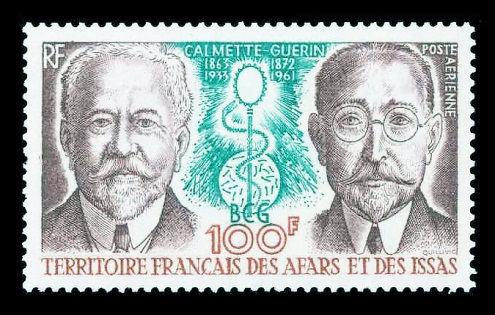 RF
CALMETTE-GUERIN
1863 1872
1933 1961
POSTE
AERIENNE
BCG
100F
TERRITOIRE FRANCAIS DES AFARS ET DES ISSAS